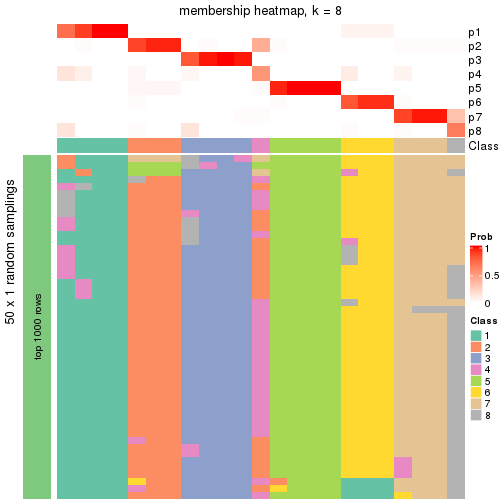 membership heatmap, k = 8
p1
p2
p3
p4
p5
p6
p7
p8
Class
50 x 1 random samplings
top 1000 rows
Prob
1
0.5
0
Class
1
2
3
4
5
6
7
8